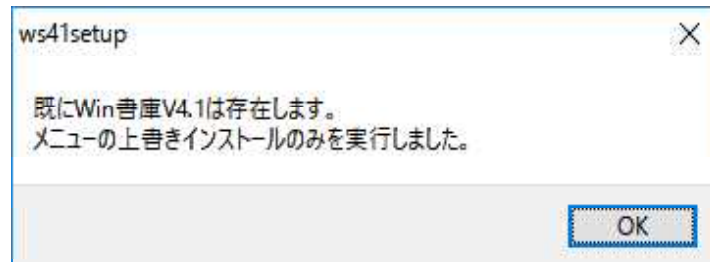 ws41setup
既にWin書庫V4.1は存在します。
メニューの上書きインストールのみを実行しました。
OK